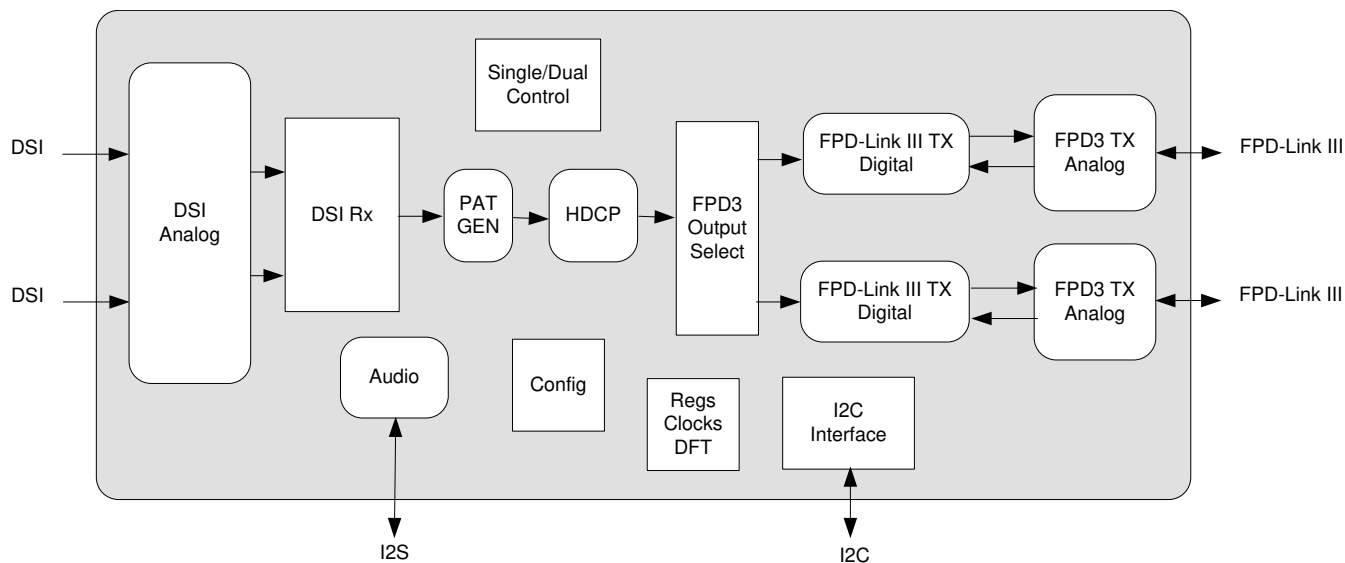 Single/Dual
Control
DSI
DSI
DSI
Analog
DSI Rx
PAT
GEN
HDCP
FPD3
Output
Select
FPD-Link III TX
Digital
FPD3 TX
Analog
FPD-Link III
FPD-Link III TX
Digital
FPD3 TX
Analog
FPD-Link III
Audio
Config
Regs
Clocks
DFT
I2C
Interface
I2S
I2C